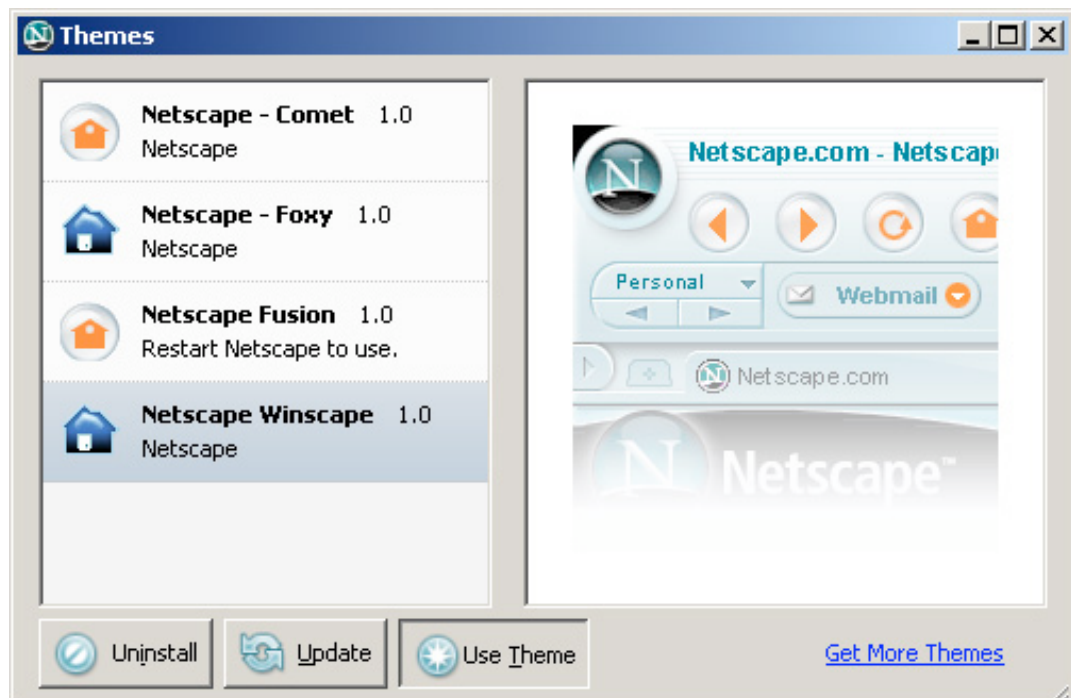 Themes
Netscape - Comet 1.0
Netscape
Netscape - Foxy 1.0
Netscape
Netscape Fusion 1.0
Restart Netscape to use.
Netscape Winscape 1.0
Netscape
N
Netscape.com - Netscap
Personal
Webmail
Netscape.com
N Netscape™
Uninstall
Update
Use Theme
Get More Themes